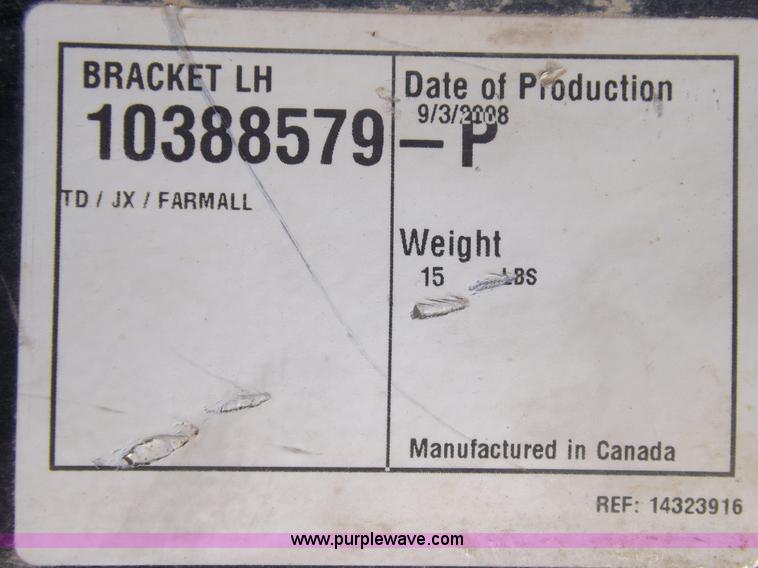 BRACKET LH
10388579-P
TD / JX / FARMALL
Date of Production
9/3/2008
Weight
15 LBS
Manufactured in Canada
REF: 14323916
www.purplewave.com